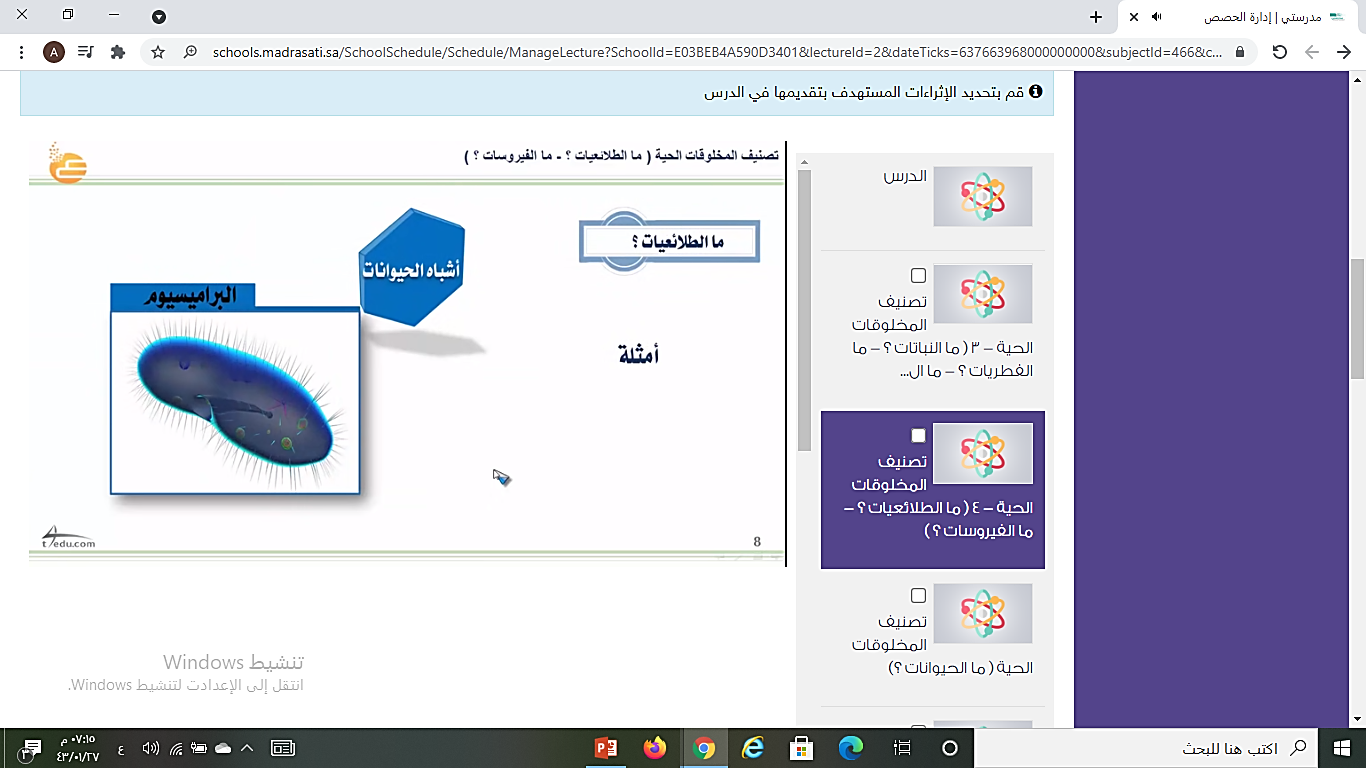 مدرستي | إدارة الحصص
schools.madrasati.sa/SchoolSchedule/Schedule/ManageLecture?SchoolId=E03BEB4A590D3401&lectureId=2&dateTicks=637663968000000000&subjectId=466&c...
A
قم بتحديد الإثراءات المستهدف بتقديمها في الدرس
الدرس
تصنيف
المخلوقات
الحية – ٣ ( ما النباتات ؟ – ما
الفطريات ؟ – ما ال...
تصنيف
المخلوقات
الحية – ٤ ( ما الطلائعيات ؟ –
ما الفيروسات ؟ )
تصنيف
المخلوقات
الحية ( ما الحيوانات ؟)
تصنيف المخلوقات الحية ( ما الطلائعيات ؟ - ما الفيروسات ؟ )
ما الطلائعيات ؟
أشباه الحيوانات
البراميسيوم
أمثلة
t4edu.com
8
تنشيط Windows
انتقل إلى الإعدادت لتنشيط Windows.
اكتب هنا للبحث
ع
٠٧:١٥ م
٤٣/٠١/٢٧
٣